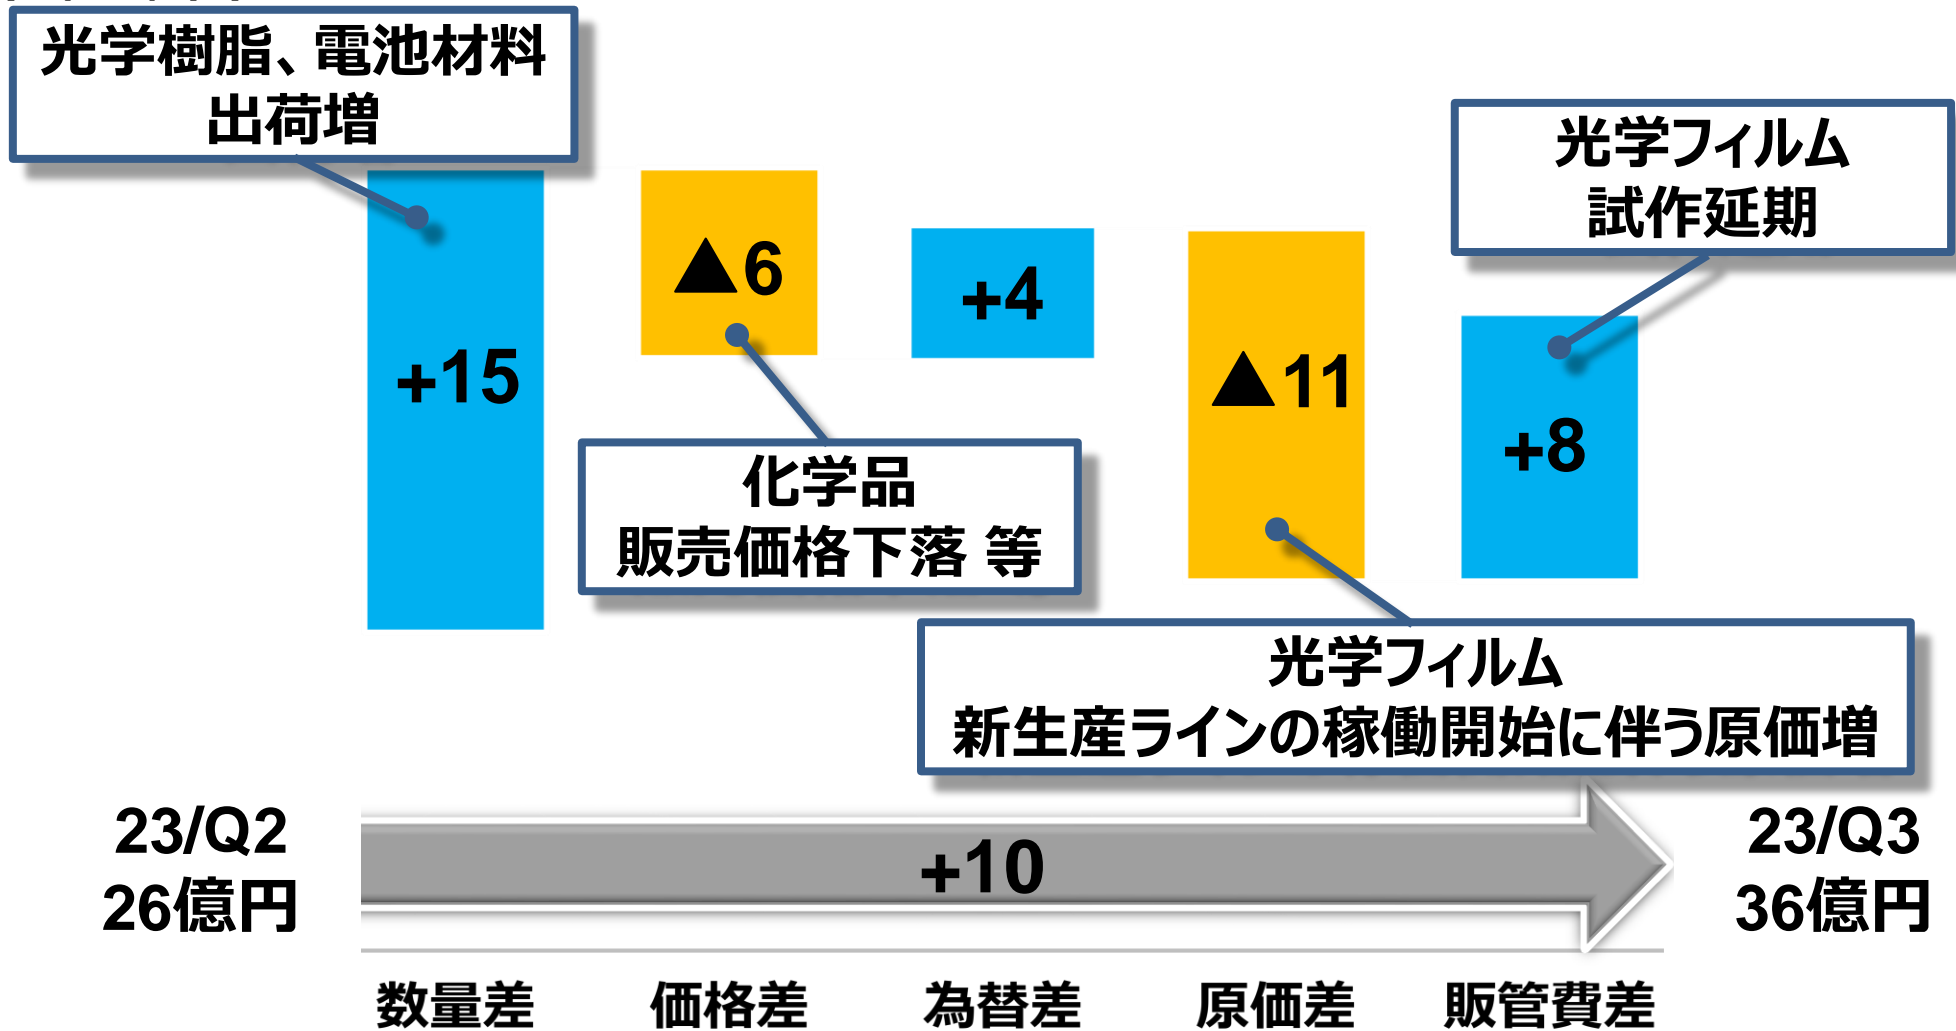 光学樹脂、電池材料
出荷増
光学フィルム
試作延期
+15
▲6
+4
▲11
+8
化学品
販売価格下落 等
光学フィルム
新生産ラインの稼働開始に伴う原価増
23/Q2
26億円
+10
23/Q3
36億円
数量差
価格差
為替差
原価差
販管費差